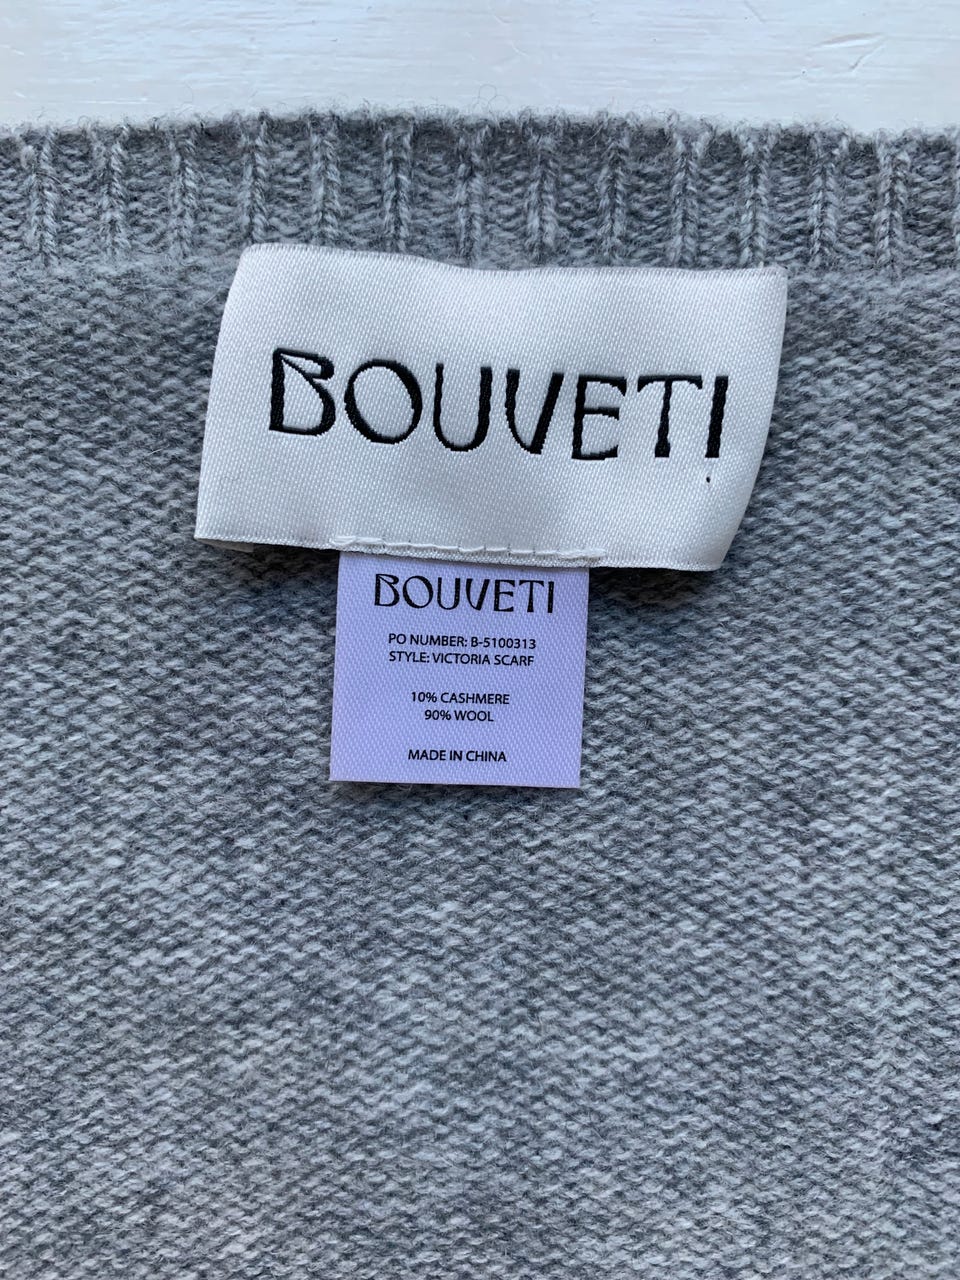 BOUVETI
BOUVETI
PO NUMBER: B-5100313
STYLE: VICTORIA SCARF
10% CASHMERE
90% WOOL
MADE IN CHINA